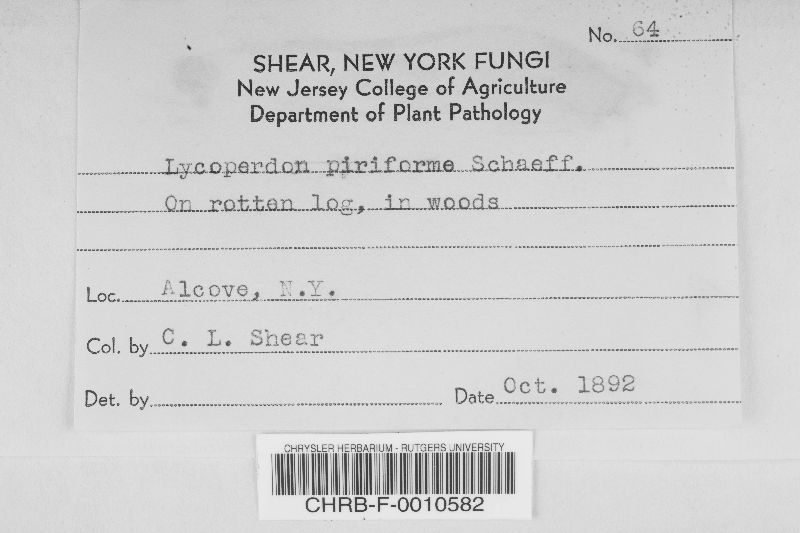 No. 64
SHEAR, NEW YORK FUNGI
New Jersey College of Agriculture
Department of Plant Pathology
Lycoperdon piriforme Schaeff.
On rotten log, in woods
Loc. Alcove, N.Y.
Col. by C. L. Shear
Det. by
Date Oct. 1892
CHRYSLER HERBARIUM - RUTGERS UNIVERSITY
CHRB-F-0010582